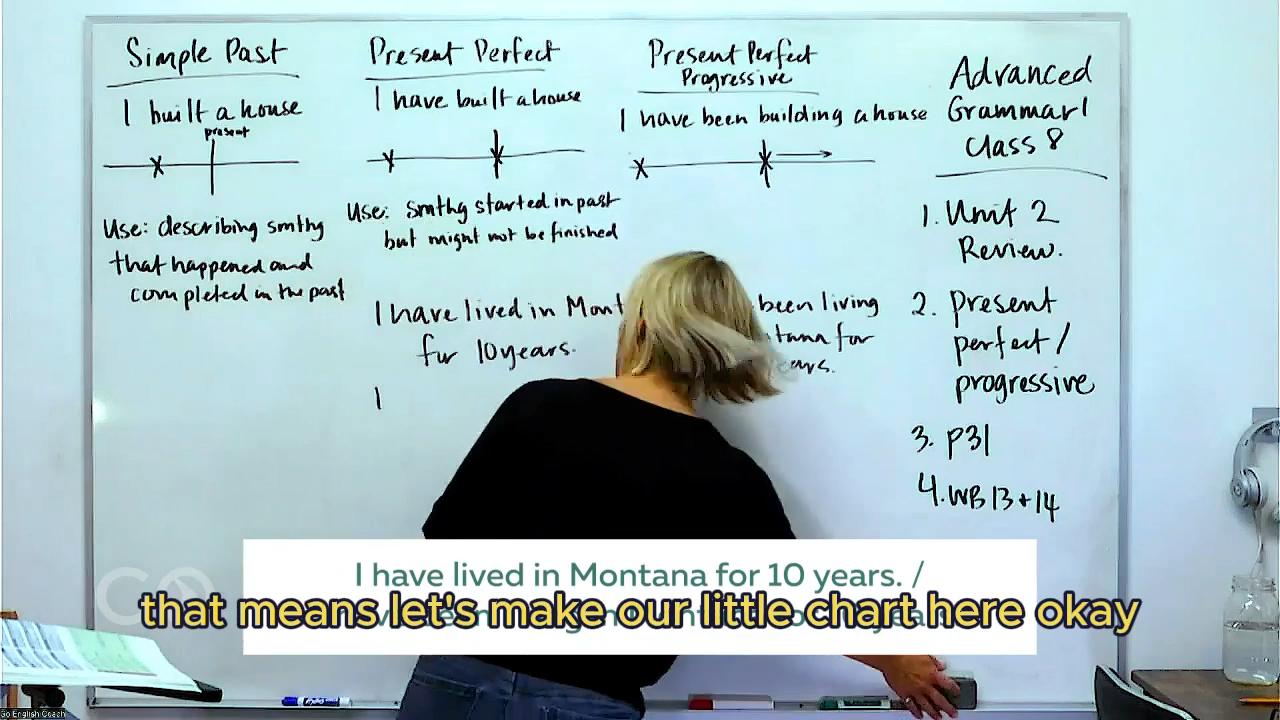 Simple Past
I built a house
present
Use: describing smthg
that happened and
completed in the past
Present Perfect
I have built a house
Use: smthg started in past
but might not be finished
I have lived in Mont
for 10 years.
I
Present Perfect
Progressive
I have been building a house
been living
tana for
ears.
Advanced
Grammar 1
Class 8
1. Unit 2
Review.
2. Present
perfect /
progressive
3. P31
4. WB 13 + 14
I have lived in Montana for 10 years. /
that means let's make our little chart here okay
Go English Coach